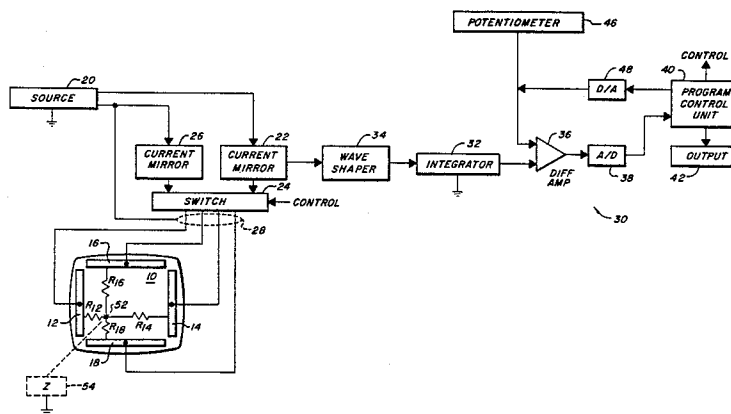 POTENTIOMETER
46
20
SOURCE
CONTROL
48
D/A
40
PROGRAM
CONTROL
UNIT
26
CURRENT
MIRROR
22
CURRENT
MIRROR
34
WAVE
SHAPER
32
INTEGRATOR
36
DIFF
AMP
A/D
38
OUTPUT
42
24
SWITCH
CONTROL
28
30
16
10
R16
52
R12
12
R18
R14
14
18
Z
54